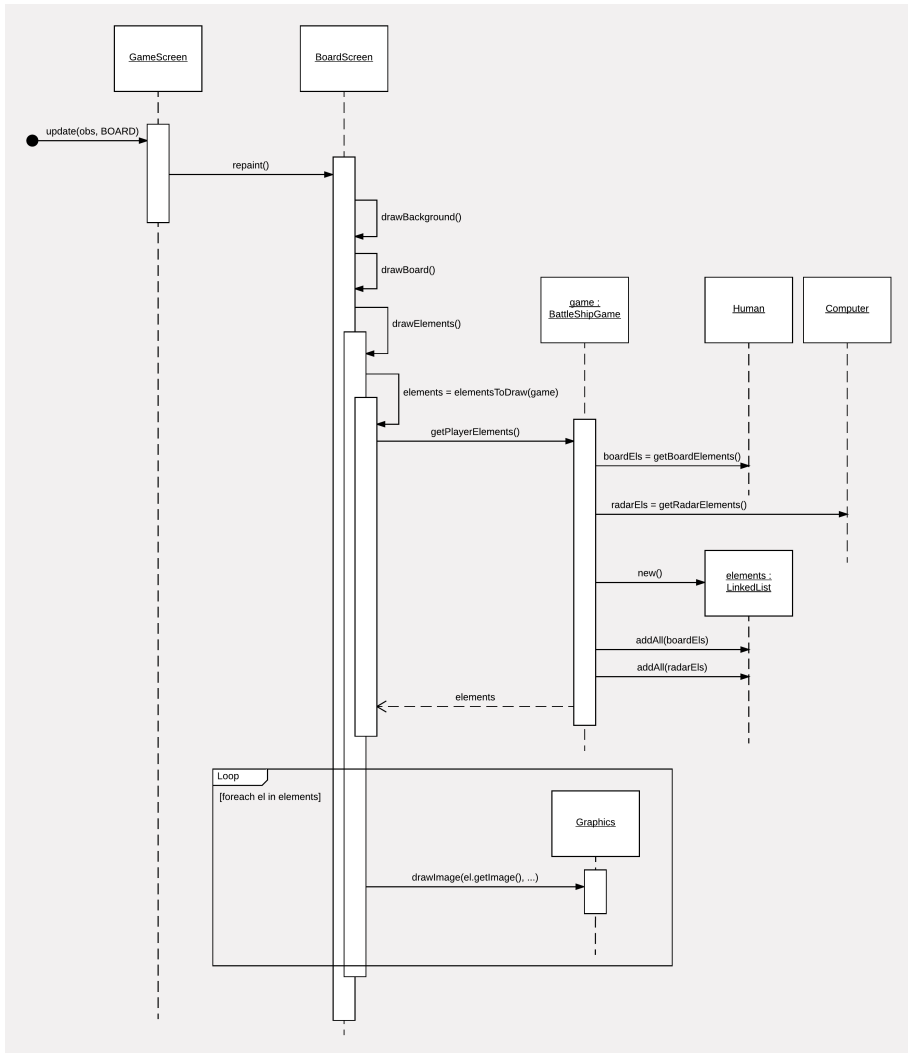 GameScreen
BoardScreen
update(obs, BOARD)
repaint()
drawBackground()
drawBoard()
game :
BattleShipGame
Human
Computer
drawElements()
elements = elementsToDraw(game)
getPlayerElements()
boardEls = getBoardElements()
radarEls = getRadarElements()
new()
elements :
LinkedList
addAll(boardEls)
addAll(radarEls)
elements
Loop
[foreach el in elements]
Graphics
drawImage(el.getImage(), ...)